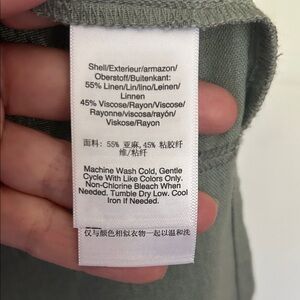 Shell/Exterieur/armazon/
Oberstoff/Buitenkant:
55% Linen/Lin/lino/Leinen/
Linnen
45% Viscose/Rayon/Viscose/
Rayonne/viscosa/rayón/
Viskose/Rayon
面料: 55% 亚麻, 45% 粘胶纤
维/粘纤
Machine Wash Cold, Gentle
Cycle With Like Colors Only.
Non-Chlorine Bleach When
Needed. Tumble Dry Low. Cool
Iron If Needed.
仅与颜色相似衣物一起以温和洗